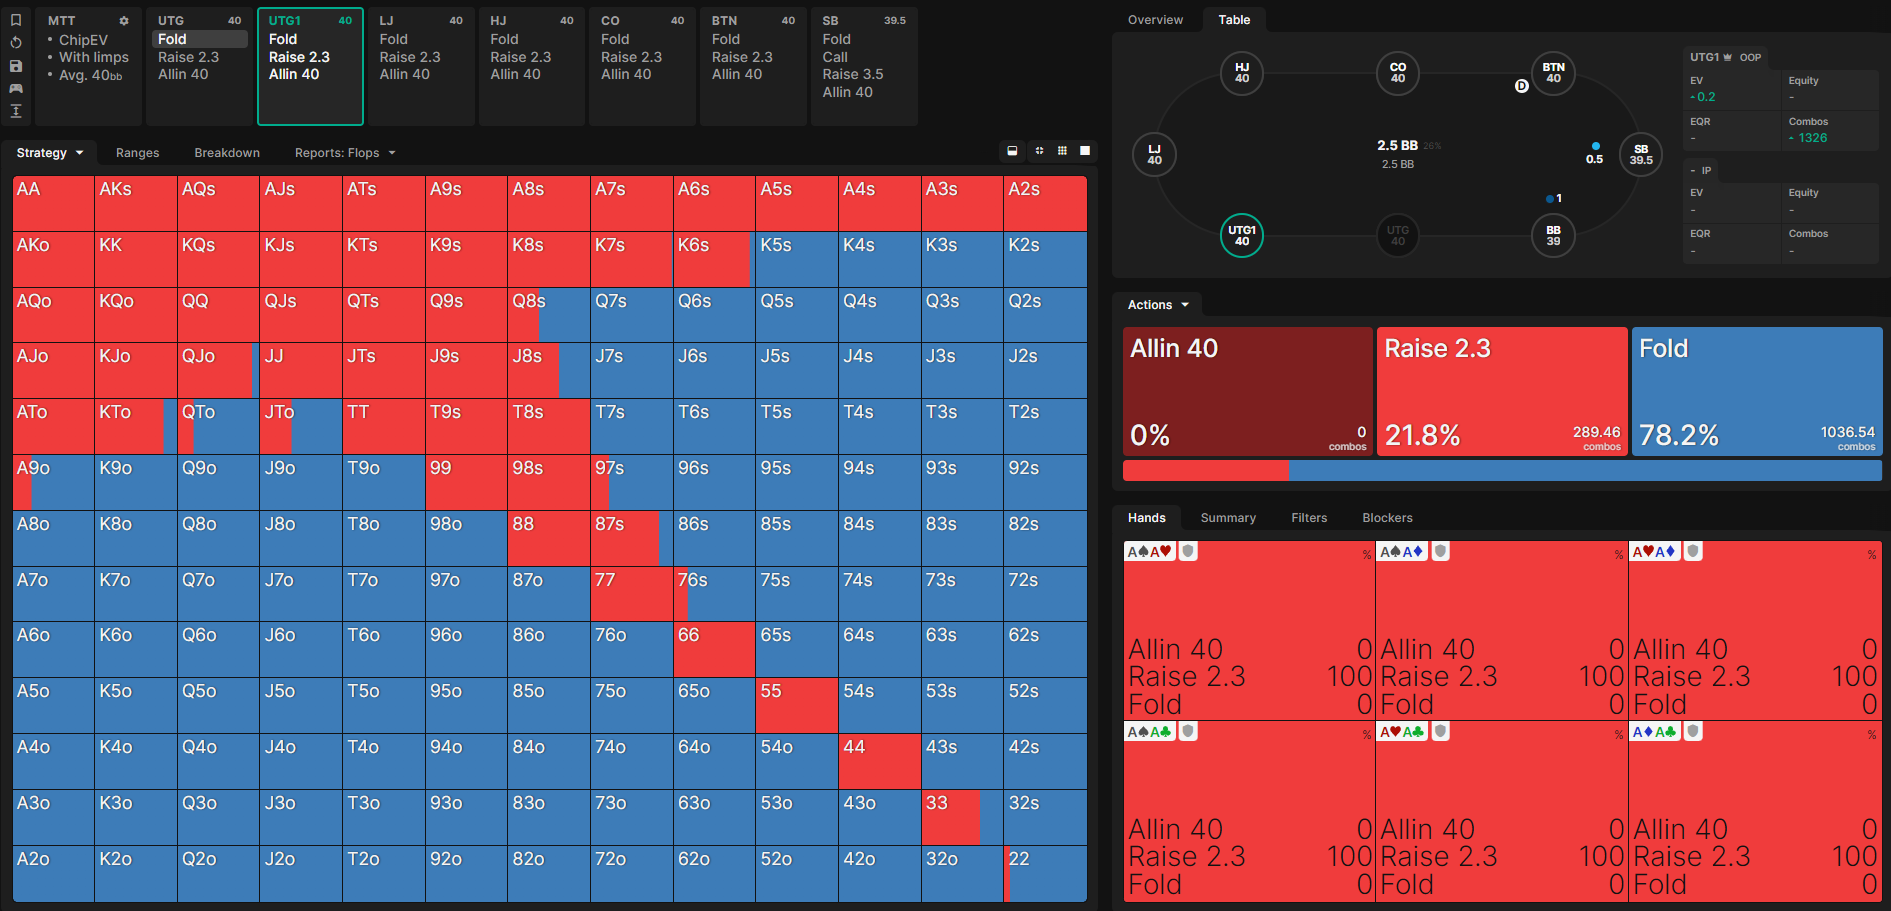 MTT
ChipEV
With limps
Avg. 40bb
UTG 40
Fold
Raise 2.3
Allin 40
UTG1 40
Fold
Raise 2.3
Allin 40
LJ 40
Fold
Raise 2.3
Allin 40
HJ 40
Fold
Raise 2.3
Allin 40
CO 40
Fold
Raise 2.3
Allin 40
BTN 40
Fold
Raise 2.3
Allin 40
SB 39.5
Fold
Call
Raise 3.5
Allin 40
Strategy Ranges Breakdown Reports: Flops
AA AKs AQs AJs ATs A9s A8s A7s A6s A5s A4s A3s A2s
AKo KK KQs KJs KTs K9s K8s K7s K6s K5s K4s K3s K2s
AQo KQo QQ QJs QTs Q9s Q8s Q7s Q6s Q5s Q4s Q3s Q2s
AJo KJo QJo JJ JTs J9s J8s J7s J6s J5s J4s J3s J2s
ATo KTo QTo JTo TT T9s T8s T7s T6s T5s T4s T3s T2s
A9o K9o Q9o J9o T9o 99 98s 97s 96s 95s 94s 93s 92s
A8o K8o Q8o J8o T8o 98o 88 87s 86s 85s 84s 83s 82s
A7o K7o Q7o J7o T7o 97o 87o 77 76s 75s 74s 73s 72s
A6o K6o Q6o J6o T6o 96o 86o 76o 66 65s 64s 63s 62s
A5o K5o Q5o J5o T5o 95o 85o 75o 65o 55 54s 53s 52s
A4o K4o Q4o J4o T4o 94o 84o 74o 64o 54o 44 43s 42s
A3o K3o Q3o J3o T3o 93o 83o 73o 63o 53o 43o 33 32s
A2o K2o Q2o J2o T2o 92o 82o 72o 62o 52o 42o 32o 22
Overview Table
HJ
40
CO
40
BTN
40
D
LJ
40
2.5 BB 26%
2.5 BB
0.5
SB
39.5
1
UTG1
40
UTG
40
BB
39
UTG1 OOP
EV Equity
-0.2 -
EQR Combos
- 1326
- IP
EV Equity
- -
EQR Combos
- -
Actions
Allin 40
0%
0
combos
Raise 2.3
21.8%
289.46
combos
Fold
78.2%
1036.54
combos
Hands Summary Filters Blockers
A♠A♥ %
Allin 40 0
Raise 2.3 100
Fold 0
A♠A♦ %
Allin 40 0
Raise 2.3 100
Fold 0
A♥A♦ %
Allin 40 0
Raise 2.3 100
Fold 0
A♠A♣ %
Allin 40 0
Raise 2.3 100
Fold 0
A♥A♣ %
Allin 40 0
Raise 2.3 100
Fold 0
A♦A♣ %
Allin 40 0
Raise 2.3 100
Fold 0